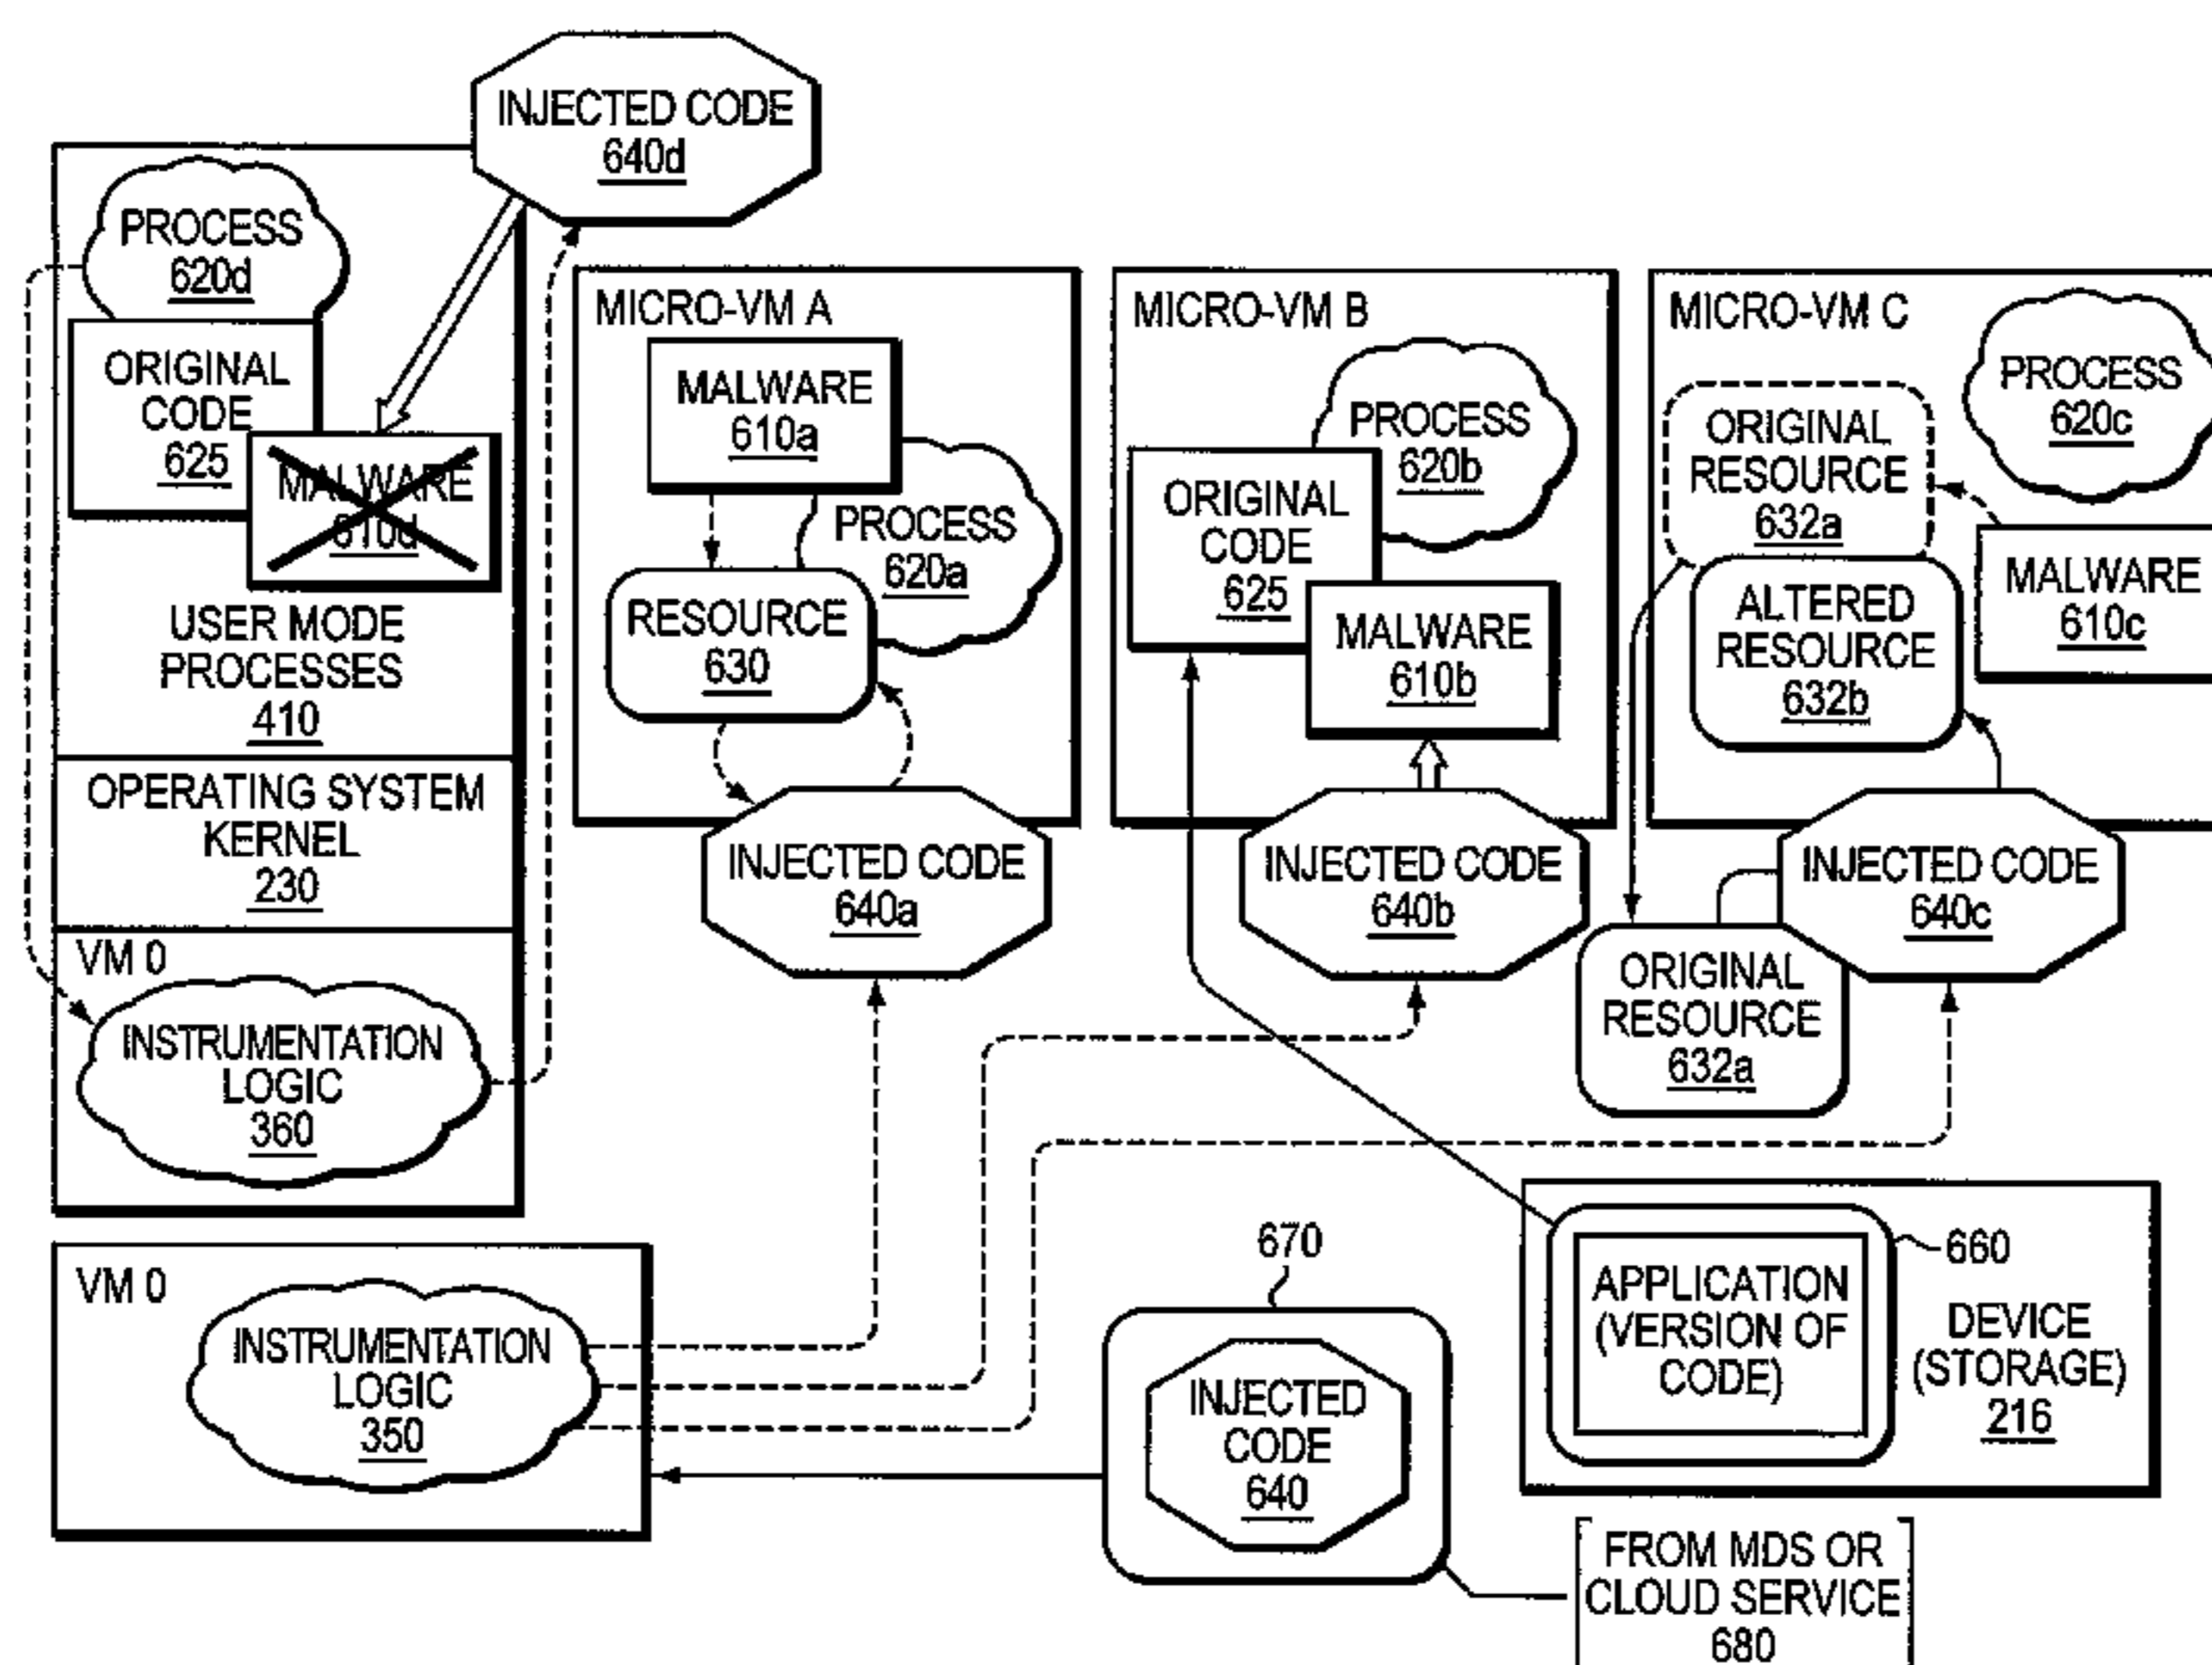 INJECTED CODE
640d
PROCESS
620d
ORIGINAL
CODE
625
MALWARE
610d
USER MODE
PROCESSES
410
OPERATING SYSTEM
KERNEL
230
VM 0
INSTRUMENTATION
LOGIC
360
MICRO-VM A
MALWARE
610a
PROCESS
620a
RESOURCE
630
INJECTED CODE
640a
MICRO-VM B
PROCESS
620b
ORIGINAL
CODE
625
MALWARE
610b
INJECTED CODE
640b
MICRO-VM C
PROCESS
620c
ORIGINAL
RESOURCE
632a
MALWARE
610c
ALTERED
RESOURCE
632b
INJECTED CODE
640c
ORIGINAL
RESOURCE
632a
VM 0
INSTRUMENTATION
LOGIC
350
670
INJECTED
CODE
640
660
APPLICATION
(VERSION OF
CODE)
DEVICE
(STORAGE)
216
FROM MDS OR
CLOUD SERVICE
680